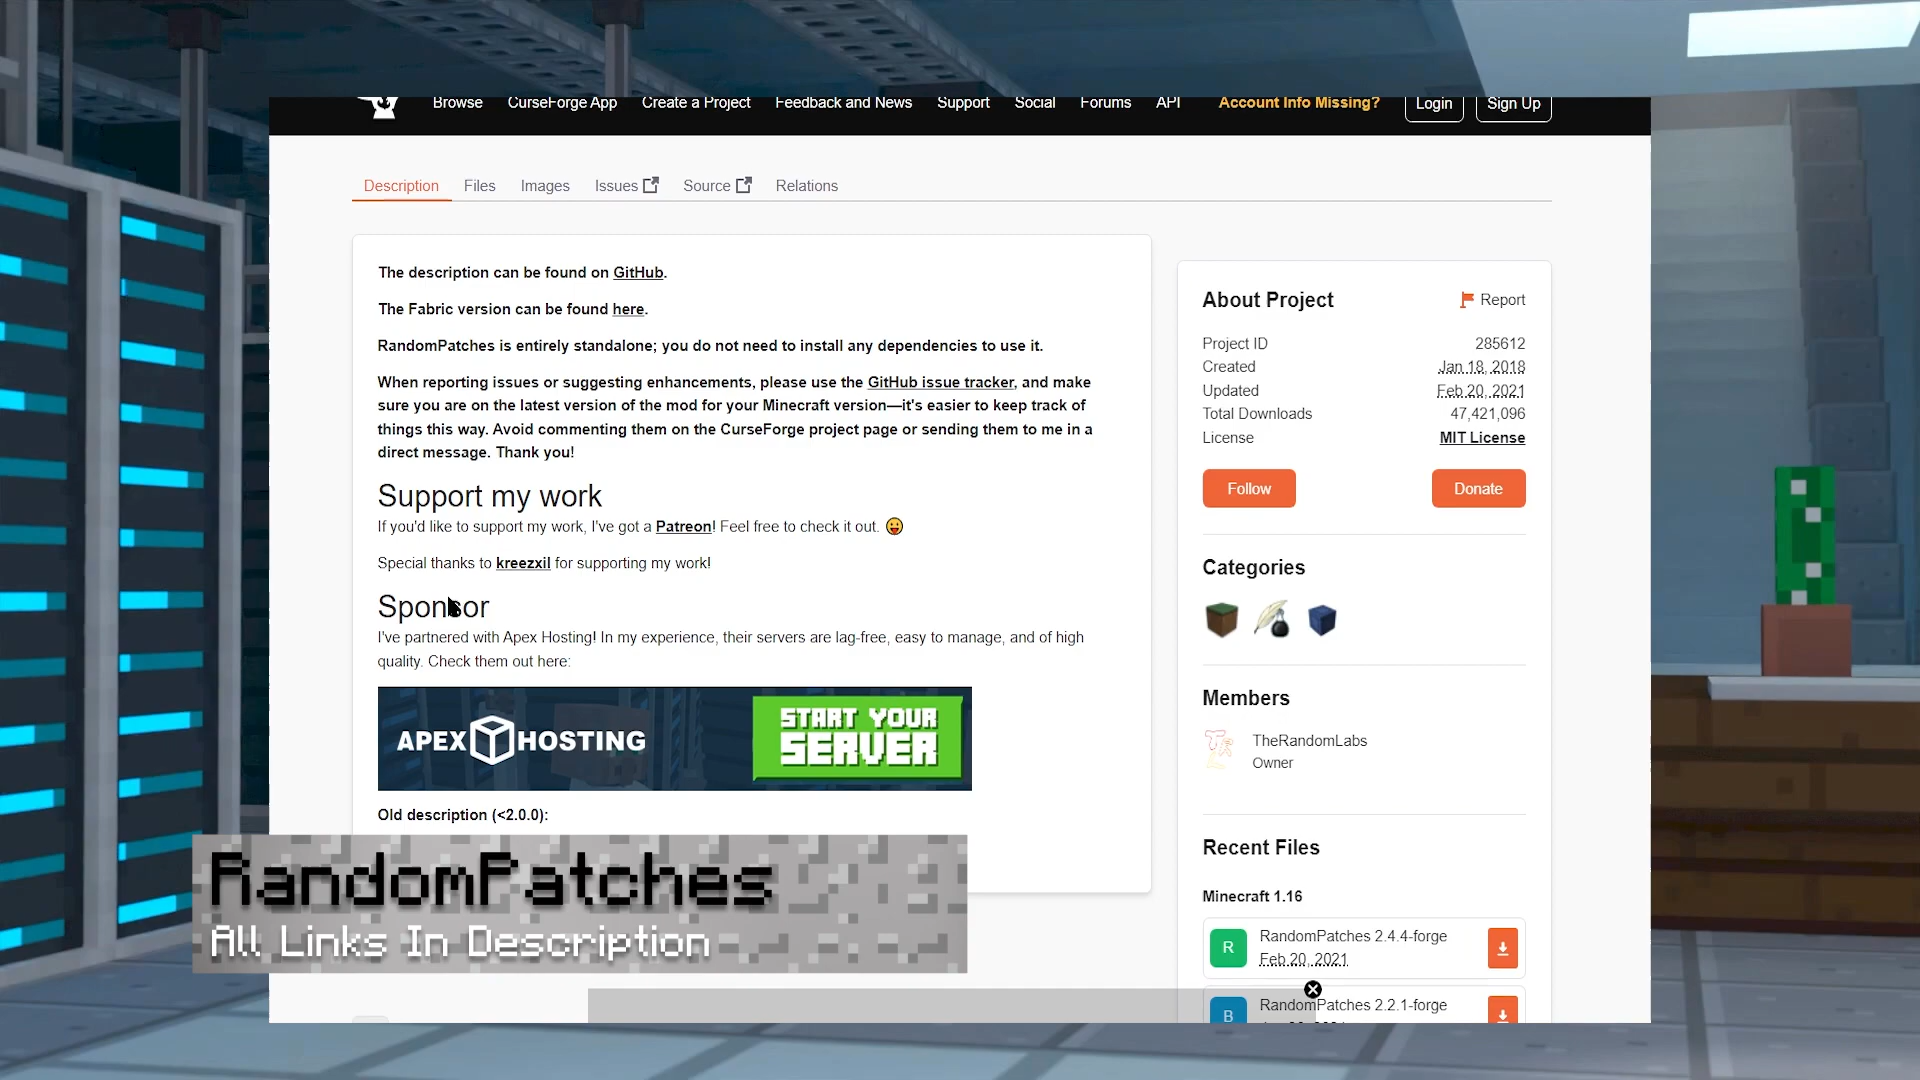 Browse CurseForge App Create a Project Feedback and News Support Social Forums API Account Info Missing? Login Sign Up
Description Files Images Issues Source Relations
The description can be found on GitHub.
The Fabric version can be found here.
RandomPatches is entirely standalone; you do not need to install any dependencies to use it.
When reporting issues or suggesting enhancements, please use the GitHub issue tracker, and make
sure you are on the latest version of the mod for your Minecraft version—it's easier to keep track of
things this way. Avoid commenting them on the CurseForge project page or sending them to me in a
direct message. Thank you!
Support my work
If you'd like to support my work, I've got a Patreon! Feel free to check it out. 😛
Special thanks to kreezxil for supporting my work!
Sponsor
I've partnered with Apex Hosting! In my experience, their servers are lag-free, easy to manage, and of high
quality. Check them out here:
APEX HOSTING
START YOUR
SERVER
Old description (<2.0.0):
RandomPatches
All Links In Description
About Project
Report
Project ID 285612
Created Jan 18, 2018
Updated Feb 20, 2021
Total Downloads 47,421,096
License MIT License
Follow Donate
Categories
Members
TheRandomLabs
Owner
Recent Files
Minecraft 1.16
R RandomPatches 2.4.4-forge
Feb 20, 2021
B RandomPatches 2.2.1-forge